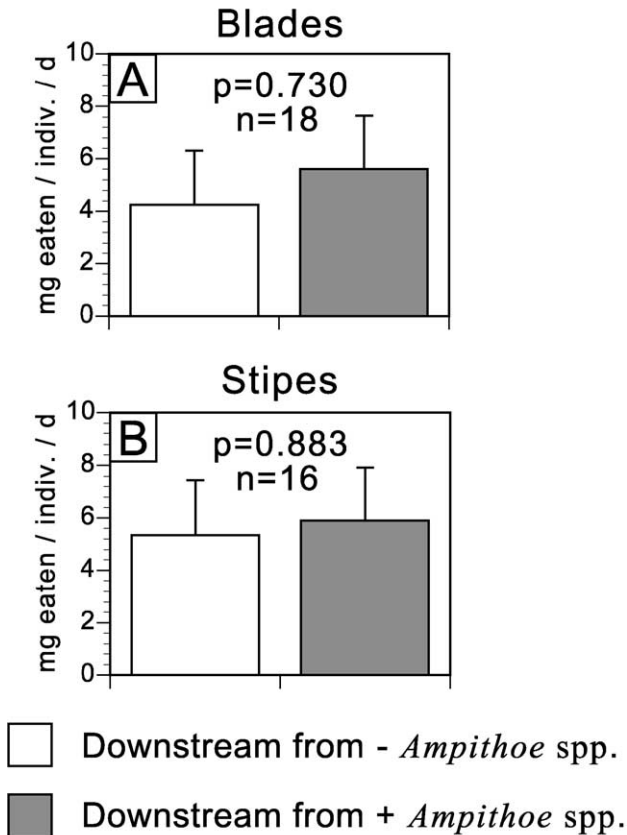 Blades
A
p=0.730
n=18
10
8
6
4
2
0
mg eaten / indiv. / d
Stipes
B
p=0.883
n=16
10
8
6
4
2
0
mg eaten / indiv. / d
Downstream from - Ampithoe spp.
Downstream from + Ampithoe spp.